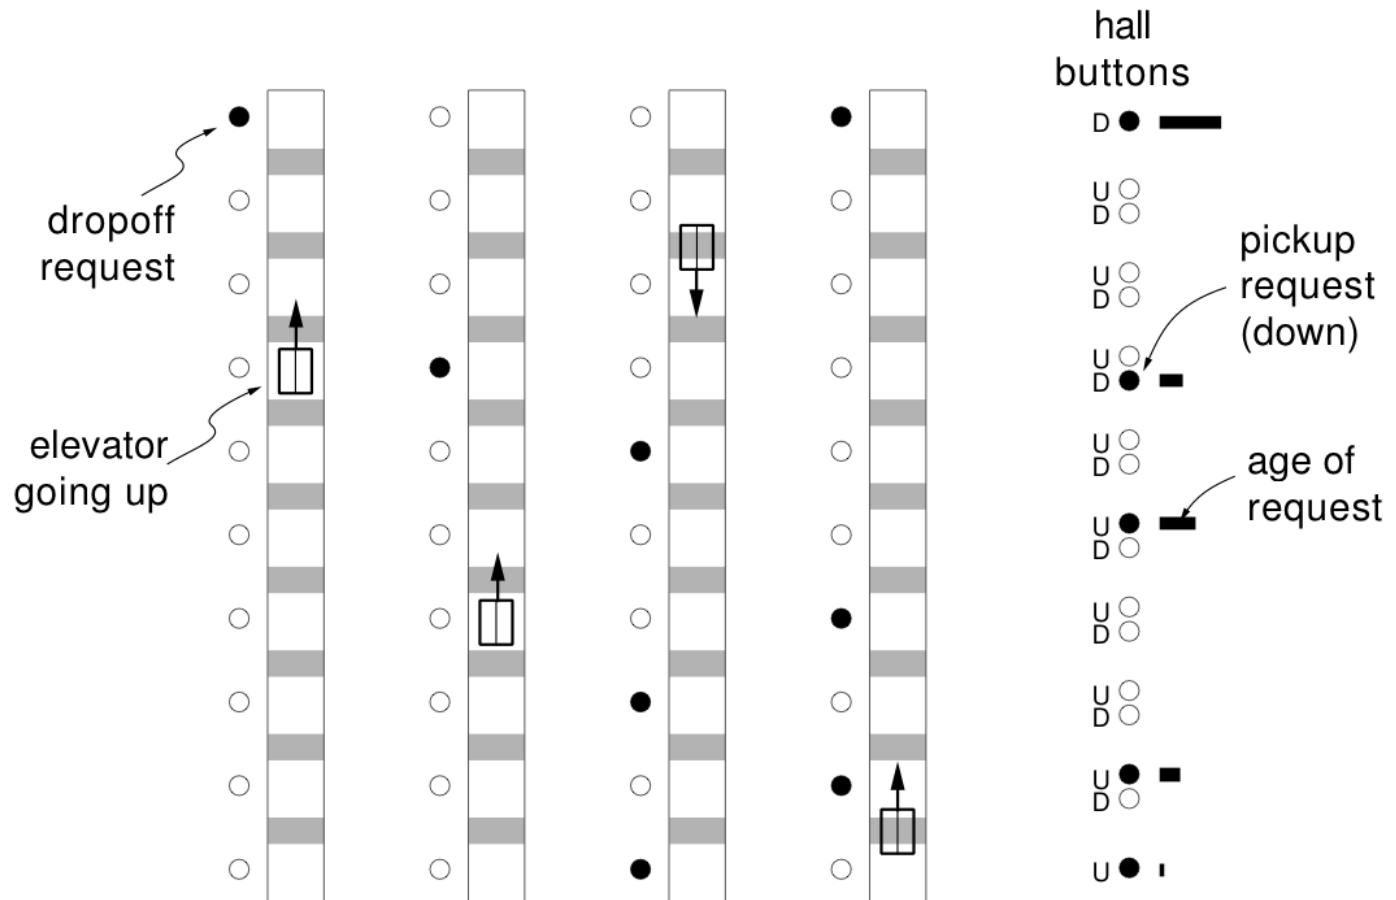 hall
buttons
D
dropoff
request
U
D
pickup
request
(down)
U
D
U
D
elevator
going up
U
D
age of
request
U
D
U
D
U
D
U
D
U